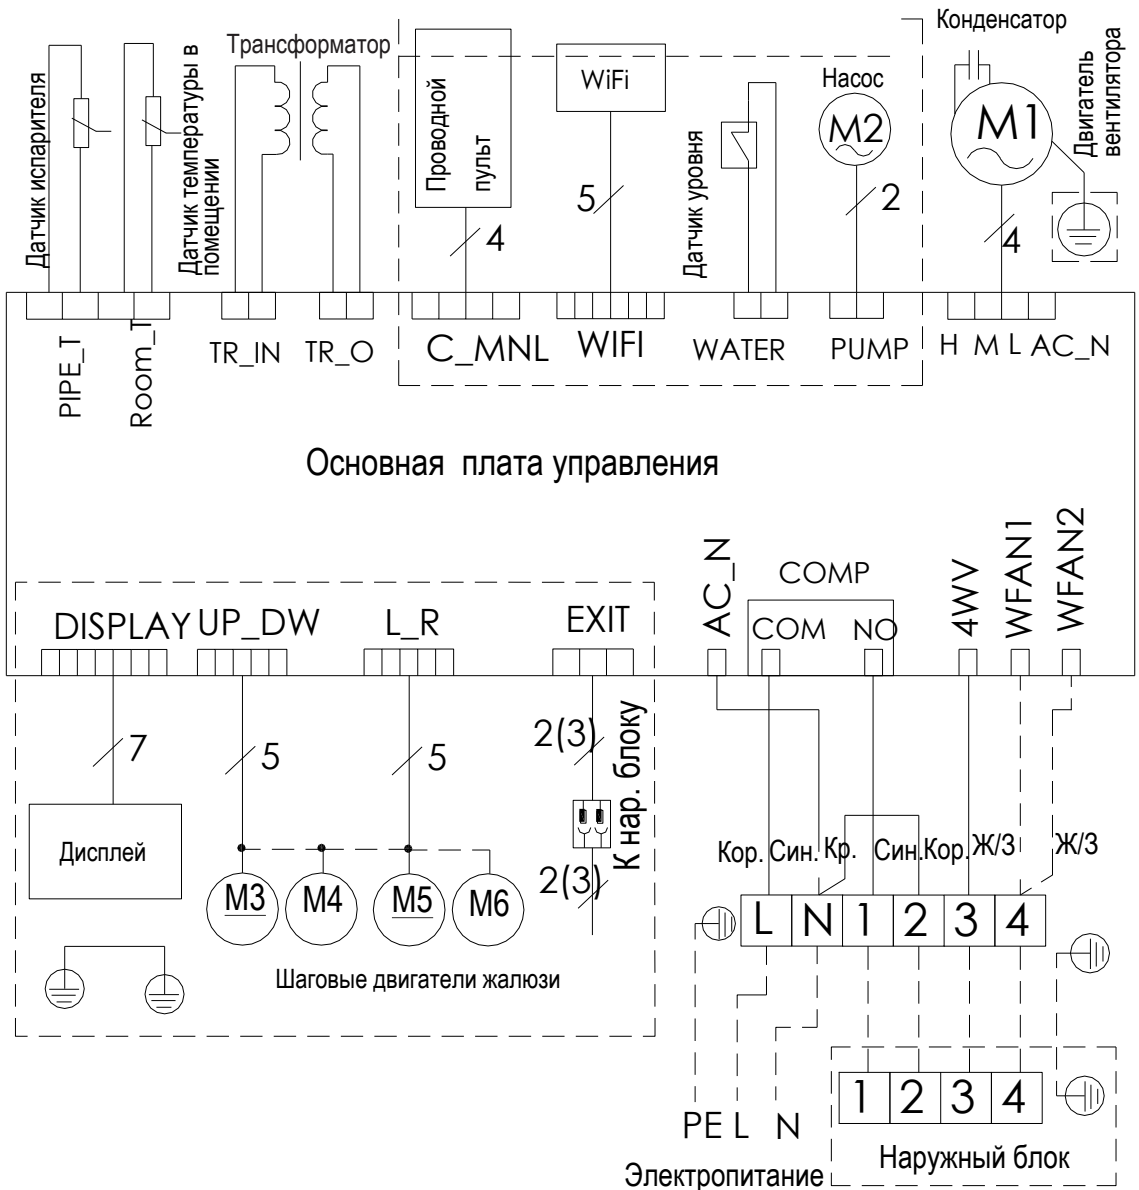 Конденсатор
Трансформатор
Датчик испарителя
Датчик температуры в
помещении
Проводной
пульт
WiFi
Датчик уровня
Насос
M2
M1
Двигатель
вентилятора
4
5
2
4
PIPE_T
Room_T
TR_IN
TR_O
C_MNL
WIFI
WATER
PUMP
H M L AC_N
Основная плата управления
DISPLAY
UP_DW
L_R
EXIT
AC_N
COMP
COM
NO
4WV
WFAN1
WFAN2
7
5
5
2(3)
К нар. блоку
2(3)
Дисплей
M3
M4
M5
M6
Шаговые двигатели жалюзи
Кор.
Син.
Кр.
Син.
Кор.
Ж/З
Ж/З
L N 1 2 3 4
PE L N
Электропитание
1 2 3 4
Наружный блок